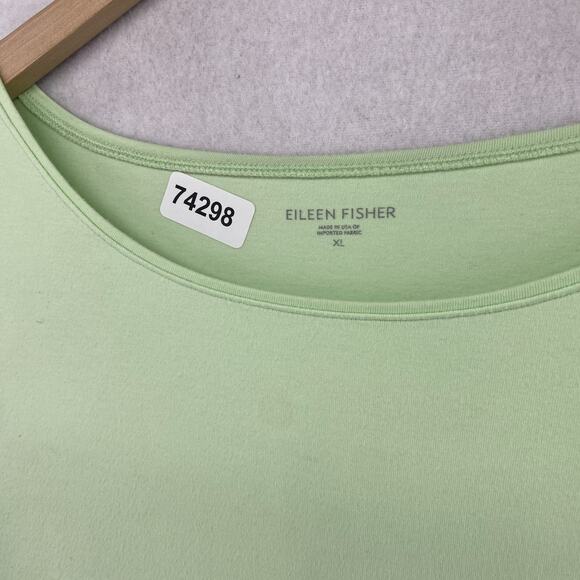 74298
EILEEN FISHER
MADE IN USA OF
IMPORTED FABRIC
XL